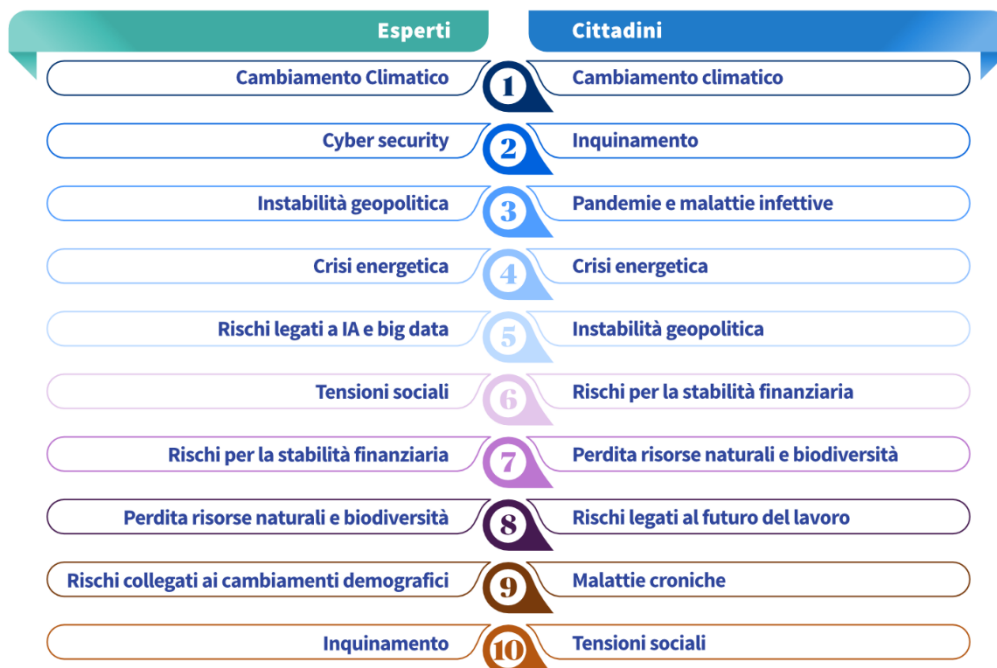 Esperti Cittadini
Cambiamento Climatico 1 Cambiamento climatico
Cyber security 2 Inquinamento
Instabilità geopolitica 3 Pandemie e malattie infettive
Crisi energetica 4 Crisi energetica
Rischi legati a IA e big data 5 Instabilità geopolitica
Tensioni sociali 6 Rischi per la stabilità finanziaria
Rischi per la stabilità finanziaria 7 Perdita risorse naturali e biodiversità
Perdita risorse naturali e biodiversità 8 Rischi legati al futuro del lavoro
Rischi collegati ai cambiamenti demografici 9 Malattie croniche
Inquinamento 10 Tensioni sociali